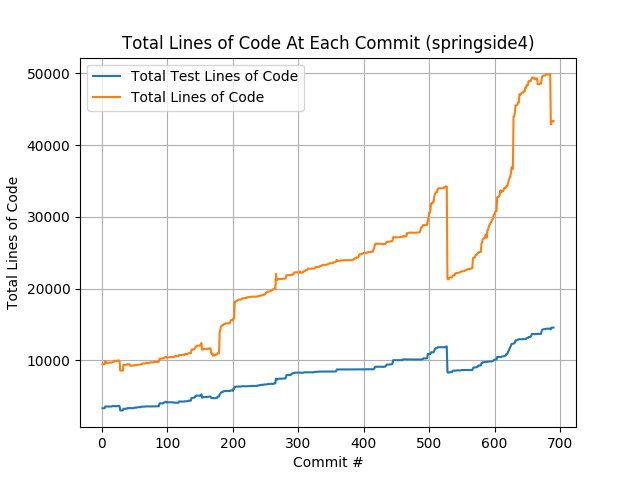 Total Lines of Code At Each Commit (springside4)
Total Test Lines of Code
Total Lines of Code
Total Lines of Code
50000
40000
30000
20000
10000
0
100
200
300
400
500
600
700
Commit #